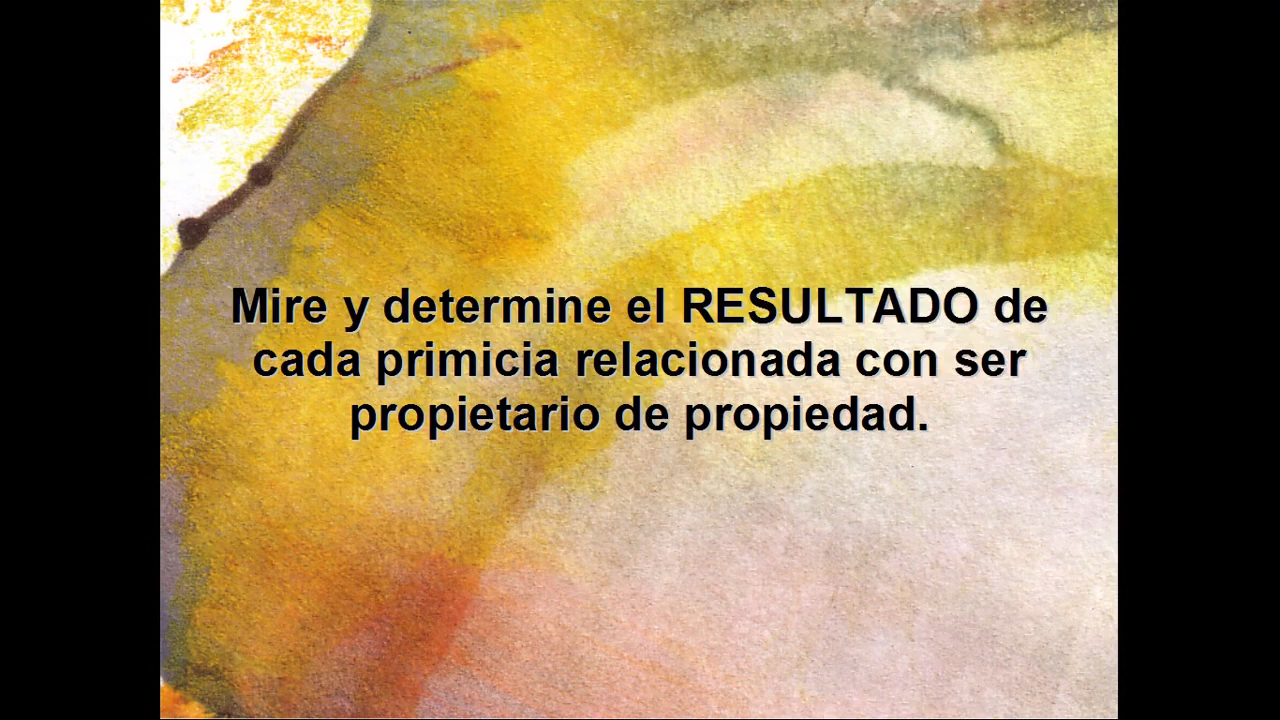 Mire y determine el RESULTADO de
cada primicia relacionada con ser
propietario de propiedad.